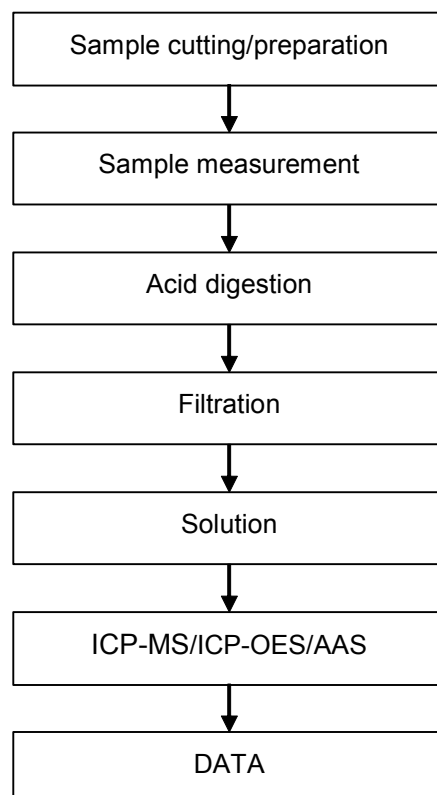 Sample cutting/preparation
Sample measurement
Acid digestion
Filtration
Solution
ICP-MS/ICP-OES/AAS
DATA